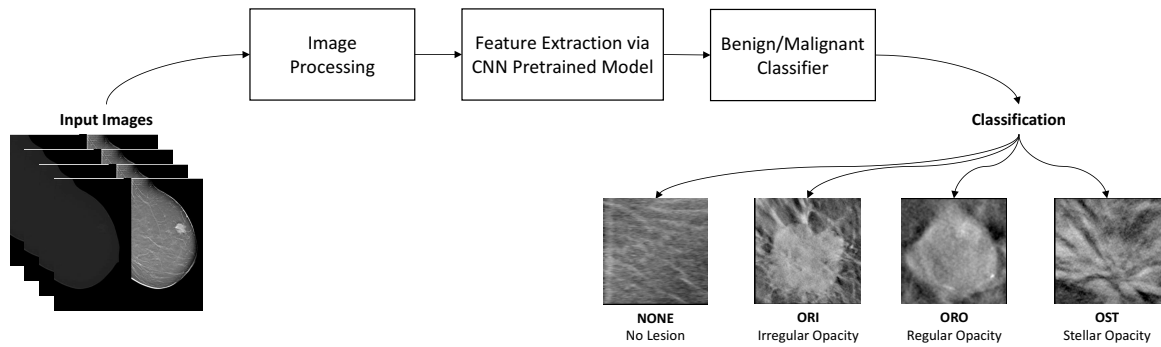 Image
Processing
Feature Extraction via
CNN Pretrained Model
Benign/Malignant
Classifier
Input Images
Classification
NONE
No Lesion
ORI
Irregular Opacity
ORO
Regular Opacity
OST
Stellar Opacity